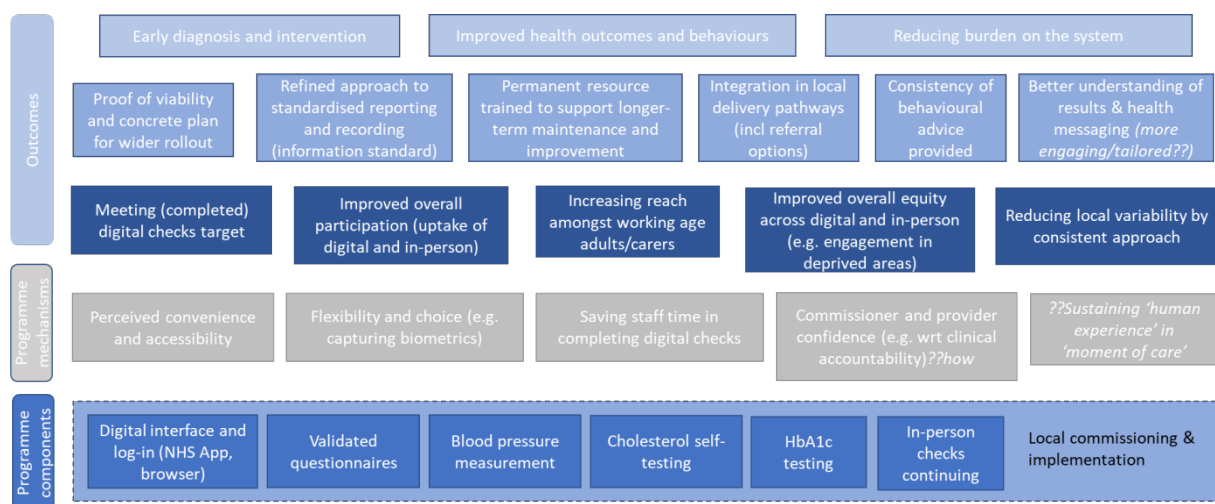 Outcomes
Early diagnosis and intervention
Improved health outcomes and behaviours
Reducing burden on the system
Proof of viability
and concrete plan
for wider rollout
Refined approach to
standardised reporting
and recording
(information standard)
Permanent resource
trained to support longer-
term maintenance and
improvement
Integration in local
delivery pathways
(incl referral
options)
Consistency of
behavioural
advice
provided
Better understanding of
results & health
messaging (more
engaging/tailored??)
Meeting (completed)
digital checks target
Improved overall
participation (uptake of
digital and in-person)
Increasing reach
amongst working age
adults/carers
Improved overall equity
across digital and in-person
(e.g. engagement in
deprived areas)
Reducing local variability by
consistent approach
Programme
mechanisms
Perceived convenience
and accessibility
Flexibility and choice (e.g.
capturing biometrics)
Saving staff time in
completing digital checks
Commissioner and provider
confidence (e.g. wrt clinical
accountability)??how
??Sustaining ‘human
experience’ in
‘moment of care’
Programme
components
Digital interface and
log-in (NHS App,
browser)
Validated
questionnaires
Blood pressure
measurement
Cholesterol self-
testing
HbA1c
testing
In-person
checks
continuing
Local commissioning &
implementation